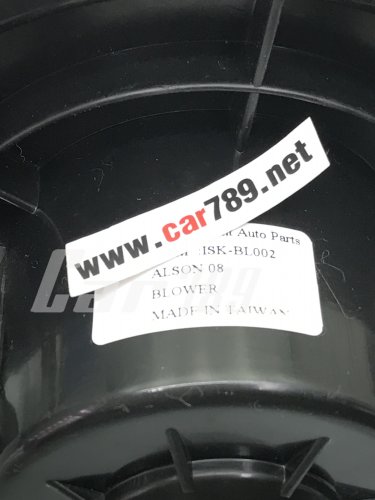 www.car789.net
Auto Parts
:ISK-BL002
ALSON 08
BLOWER
MADE IN TAIWAN